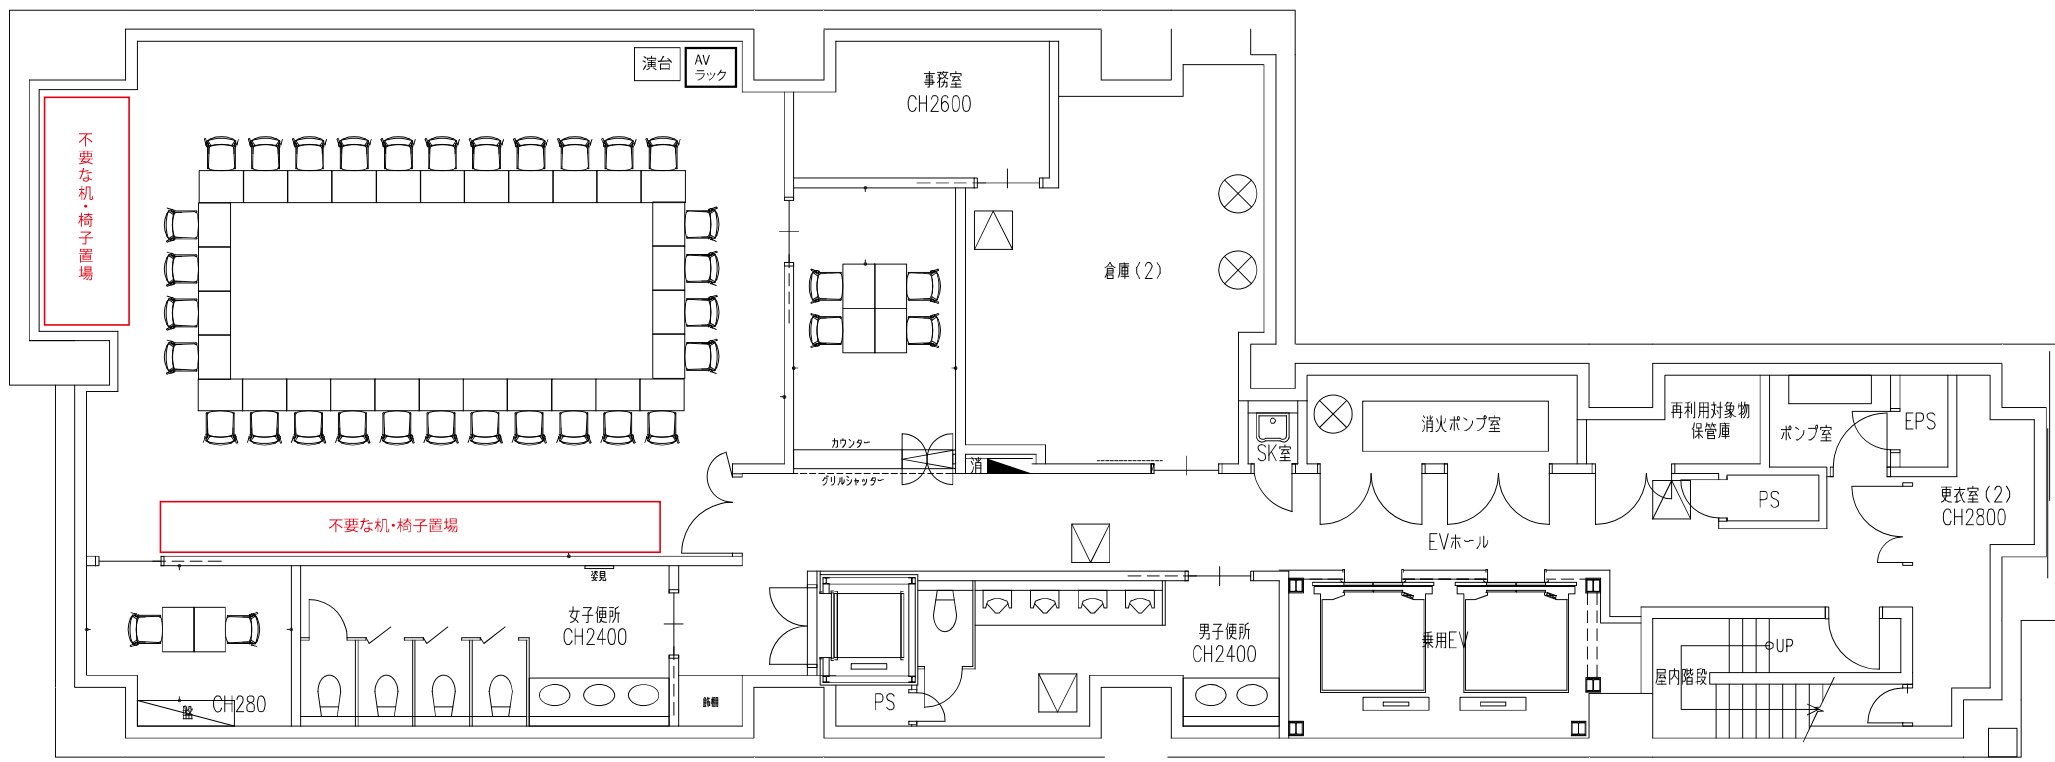 演台
AV
ラック
事務室
CH2600
不要な机・椅子置場
倉庫(2)
カウンター
グリルシャッター
消
SK室
消火ポンプ室
再利用対象物
保管庫
ポンプ室
EPS
PS
更衣室(2)
CH2800
EVホール
不要な机・椅子置場
姿見
女子便所
CH2400
男子便所
CH2400
乗用EV
UP
屋内階段
CH280
PS